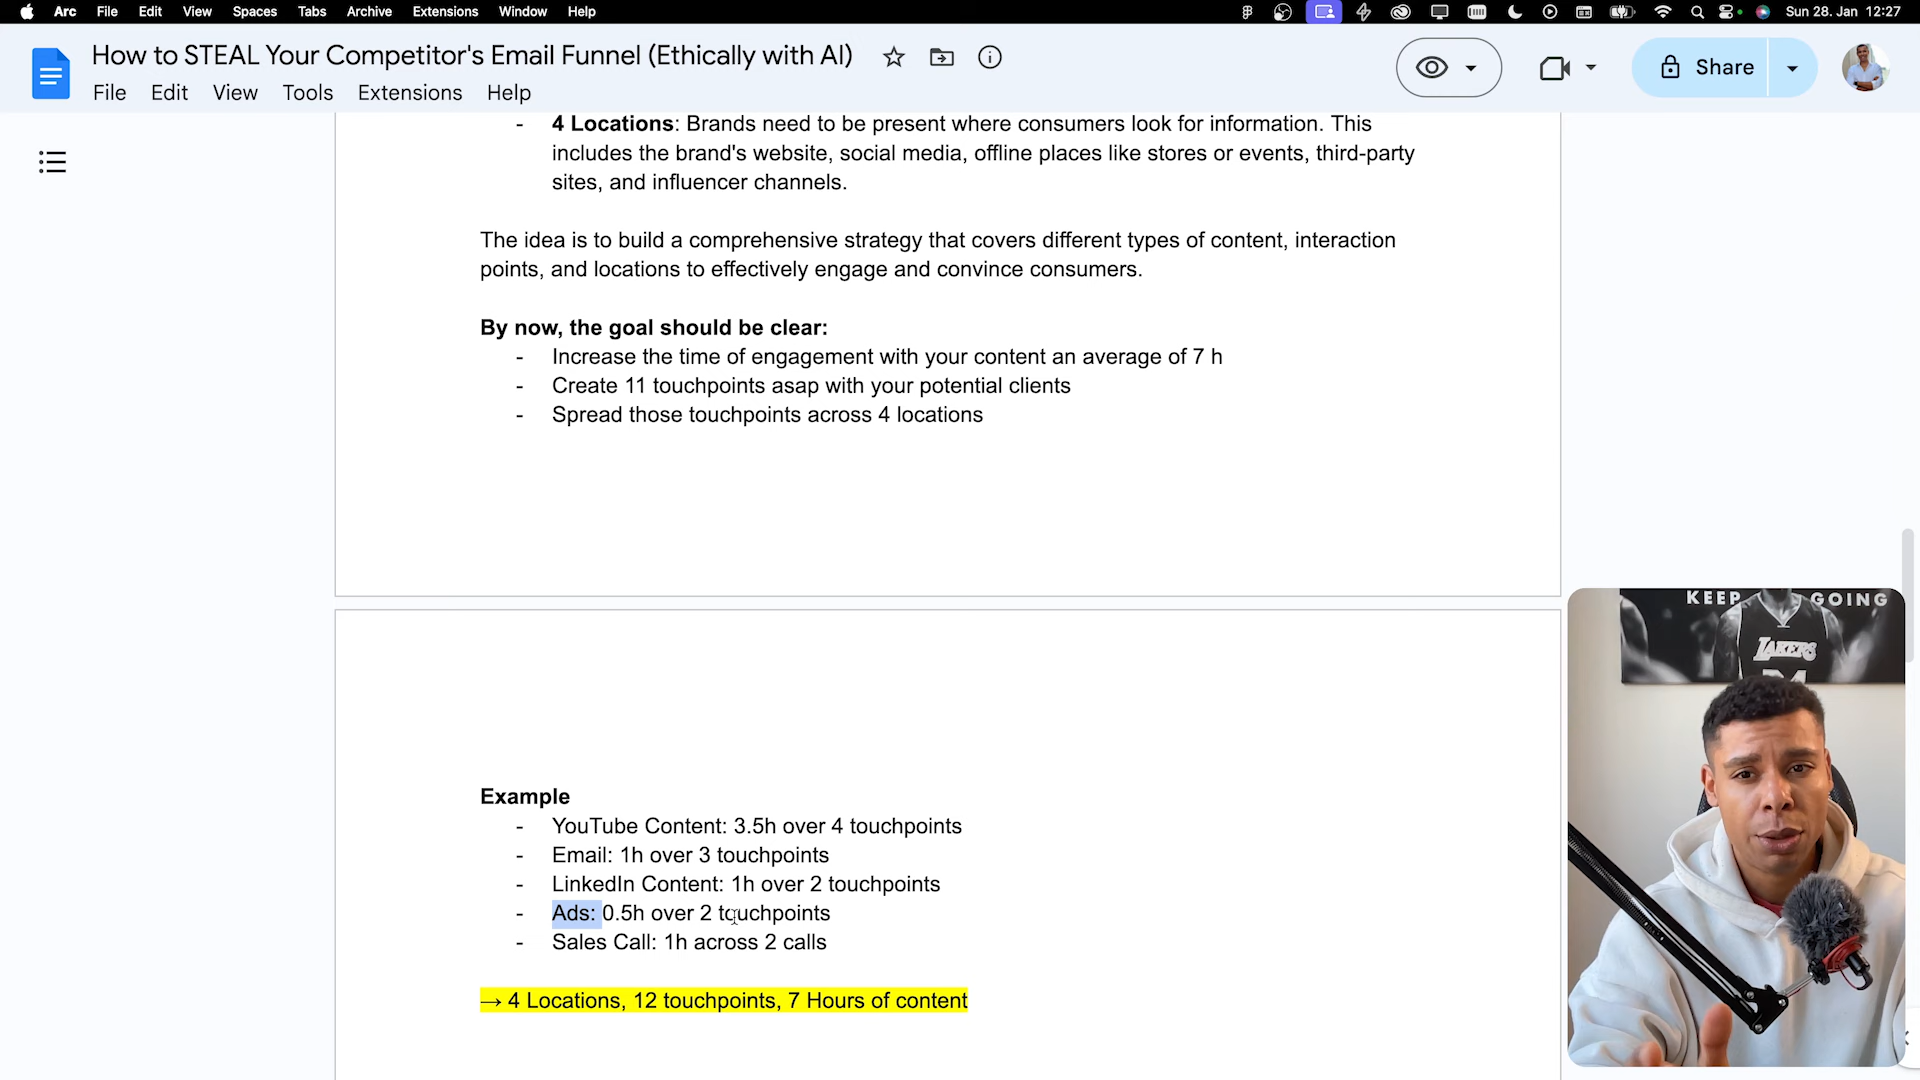 Arc File Edit View Spaces Tabs Archive Extensions Window Help Sun 28. Jan 12:27
How to STEAL Your Competitor's Email Funnel (Ethically with AI)
Share
File Edit View Tools Extensions Help
- 4 Locations: Brands need to be present where consumers look for information. This
includes the brand's website, social media, offline places like stores or events, third-party
sites, and influencer channels.
The idea is to build a comprehensive strategy that covers different types of content, interaction
points, and locations to effectively engage and convince consumers.
By now, the goal should be clear:
- Increase the time of engagement with your content an average of 7 h
- Create 11 touchpoints asap with your potential clients
- Spread those touchpoints across 4 locations
KEEP GOING
LAKERS
Example
- YouTube Content: 3.5h over 4 touchpoints
- Email: 1h over 3 touchpoints
- LinkedIn Content: 1h over 2 touchpoints
- Ads: 0.5h over 2 touchpoints
- Sales Call: 1h across 2 calls
→ 4 Locations, 12 touchpoints, 7 Hours of content